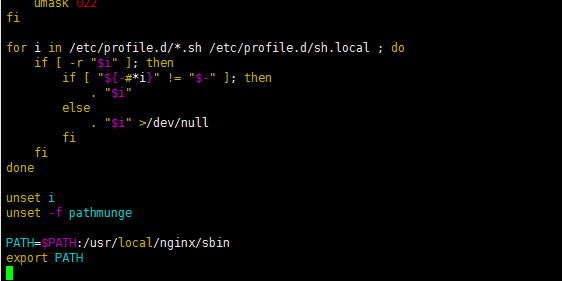 umask 022
fi
for i in /etc/profile.d/*.sh /etc/profile.d/sh.local ; do
if [ -r "$i" ]; then
if [ "${-#*i}" != "$-" ]; then
. "$i"
else
. "$i" >/dev/null
fi
fi
done
unset i
unset -f pathmunge
PATH=$PATH:/usr/local/nginx/sbin
export PATH